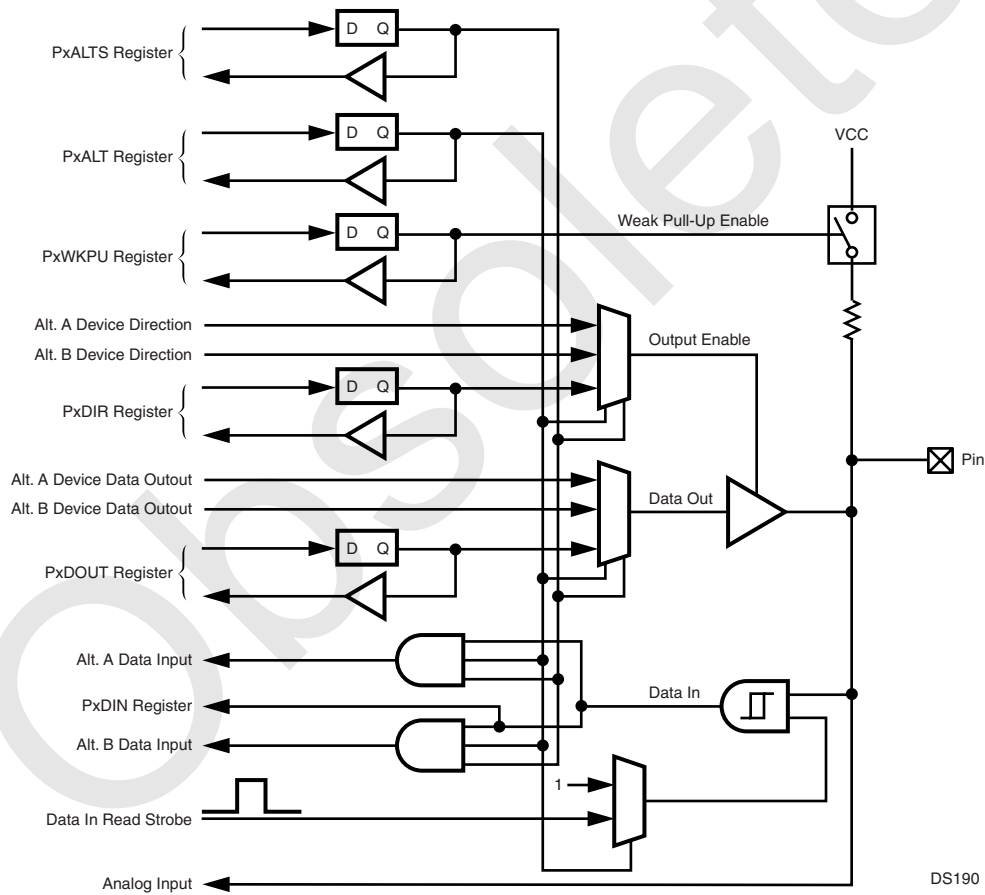 PxALTS Register
D Q
PxALT Register
D Q
VCC
PxWKPU Register
D Q
Weak Pull-Up Enable
Alt. A Device Direction
Alt. B Device Direction
Output Enable
PxDIR Register
D Q
Pin
Alt. A Device Data Outout
Alt. B Device Data Outout
Data Out
PxDOUT Register
D Q
Alt. A Data Input
PxDIN Register
Data In
Alt. B Data Input
1
Data In Read Strobe
Analog Input
DS190
Obsolete